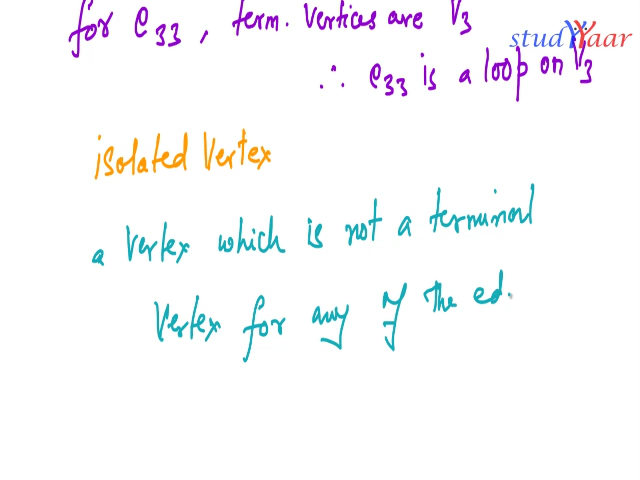 for e33, term. Vertices are V3
studYYaar
∴ e33 is a loop on V3
isolated Vertex
a Vertex which is not a terminal
Vertex for any of the ed